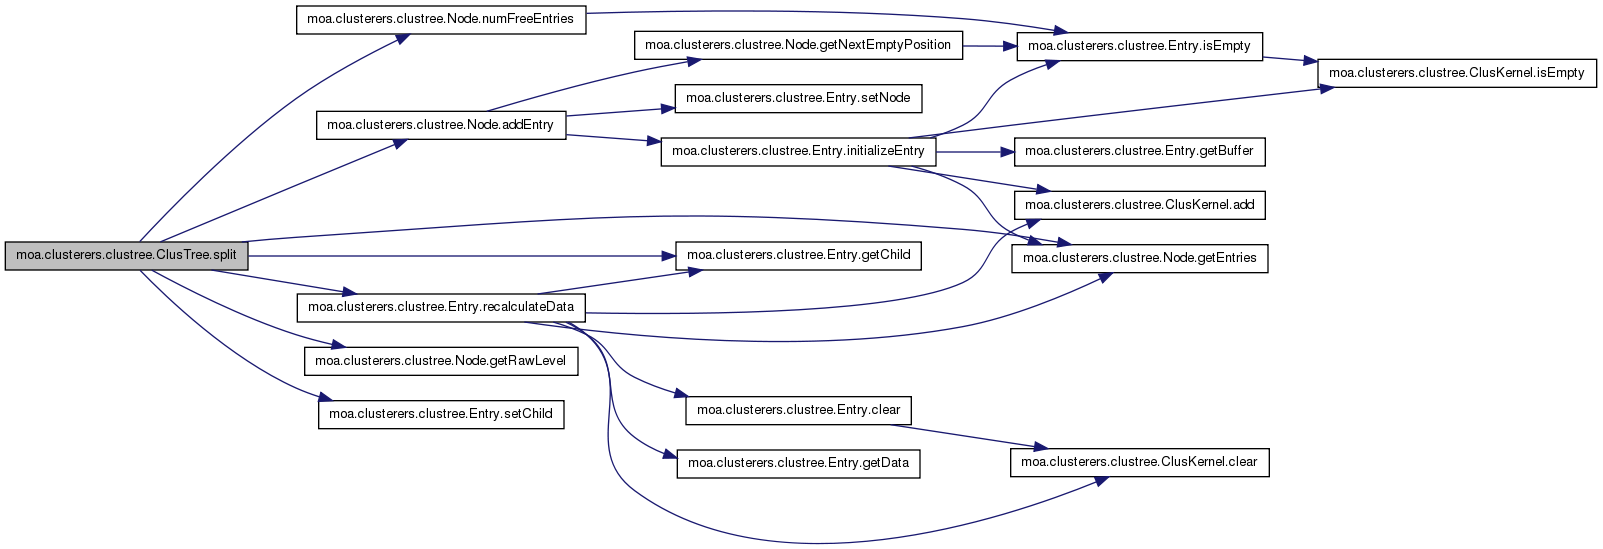 moa.clusterers.clustree.Node.numFreeEntries
moa.clusterers.clustree.Node.getNextEmptyPosition
moa.clusterers.clustree.Entry.isEmpty
moa.clusterers.clustree.ClusKernel.isEmpty
moa.clusterers.clustree.Entry.setNode
moa.clusterers.clustree.Node.addEntry
moa.clusterers.clustree.Entry.initializeEntry
moa.clusterers.clustree.Entry.getBuffer
moa.clusterers.clustree.ClusKernel.add
moa.clusterers.clustree.ClusTree.split
moa.clusterers.clustree.Entry.getChild
moa.clusterers.clustree.Node.getEntries
moa.clusterers.clustree.Entry.recalculateData
moa.clusterers.clustree.Node.getRawLevel
moa.clusterers.clustree.Entry.setChild
moa.clusterers.clustree.Entry.clear
moa.clusterers.clustree.Entry.getData
moa.clusterers.clustree.ClusKernel.clear